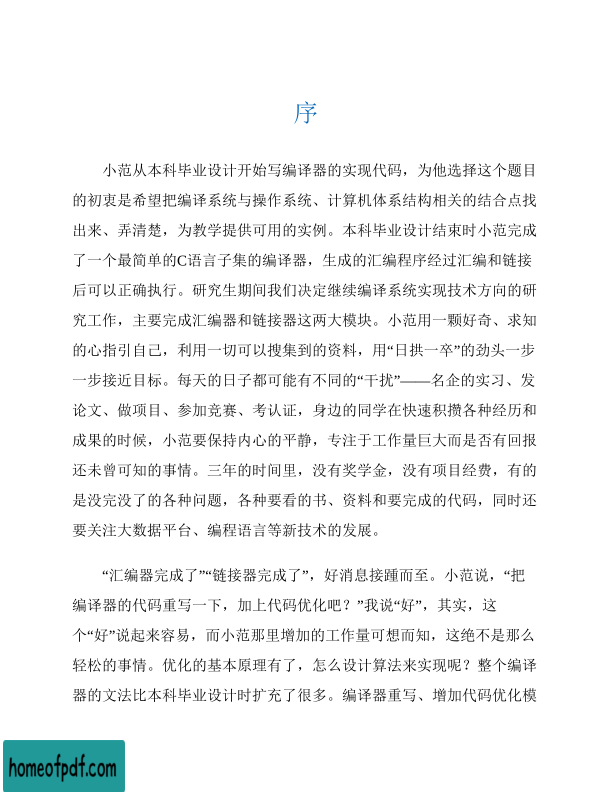 序
小范从本科毕业设计开始写编译器的实现代码，为他选择这个题目
的初衷是希望把编译系统与操作系统、计算机体系结构相关的结合点找
出来、弄清楚，为教学提供可用的实例。本科毕业设计结束时小范完成
了一个最简单的C语言子集的编译器，生成的汇编程序经过汇编和链接
后可以正确执行。研究生期间我们决定继续编译系统实现技术方向的研
究工作，主要完成汇编器和链接器这两大模块。小范用一颗好奇、求知
的心指引自己，利用一切可以搜集到的资料，用“日拱一卒”的劲头一步
一步接近目标。每天的日子都可能有不同的“干扰”——名企的实习、发
论文、做项目、参加竞赛、考认证，身边的同学在快速积攒各种经历和
成果的时候，小范要保持内心的平静，专注于工作量巨大而是否有回报
还未曾可知的事情。三年的时间里，没有奖学金，没有项目经费，有的
是没完没了的各种问题，各种要看的书、资料和要完成的代码，同时还
要关注大数据平台、编程语言等新技术的发展。
“汇编器完成了”“链接器完成了”，好消息接踵而至。小范说，“把
编译器的代码重写一下，加上代码优化吧？”我说“好”，其实，这
个“好”说起来容易，而小范那里增加的工作量可想而知，这绝不是那么
轻松的事情。优化的基本原理有了，怎么设计算法来实现呢？整个编译
器的文法比本科毕业设计时扩充了很多。编译器重写、增加代码优化模
homeofpdf.com